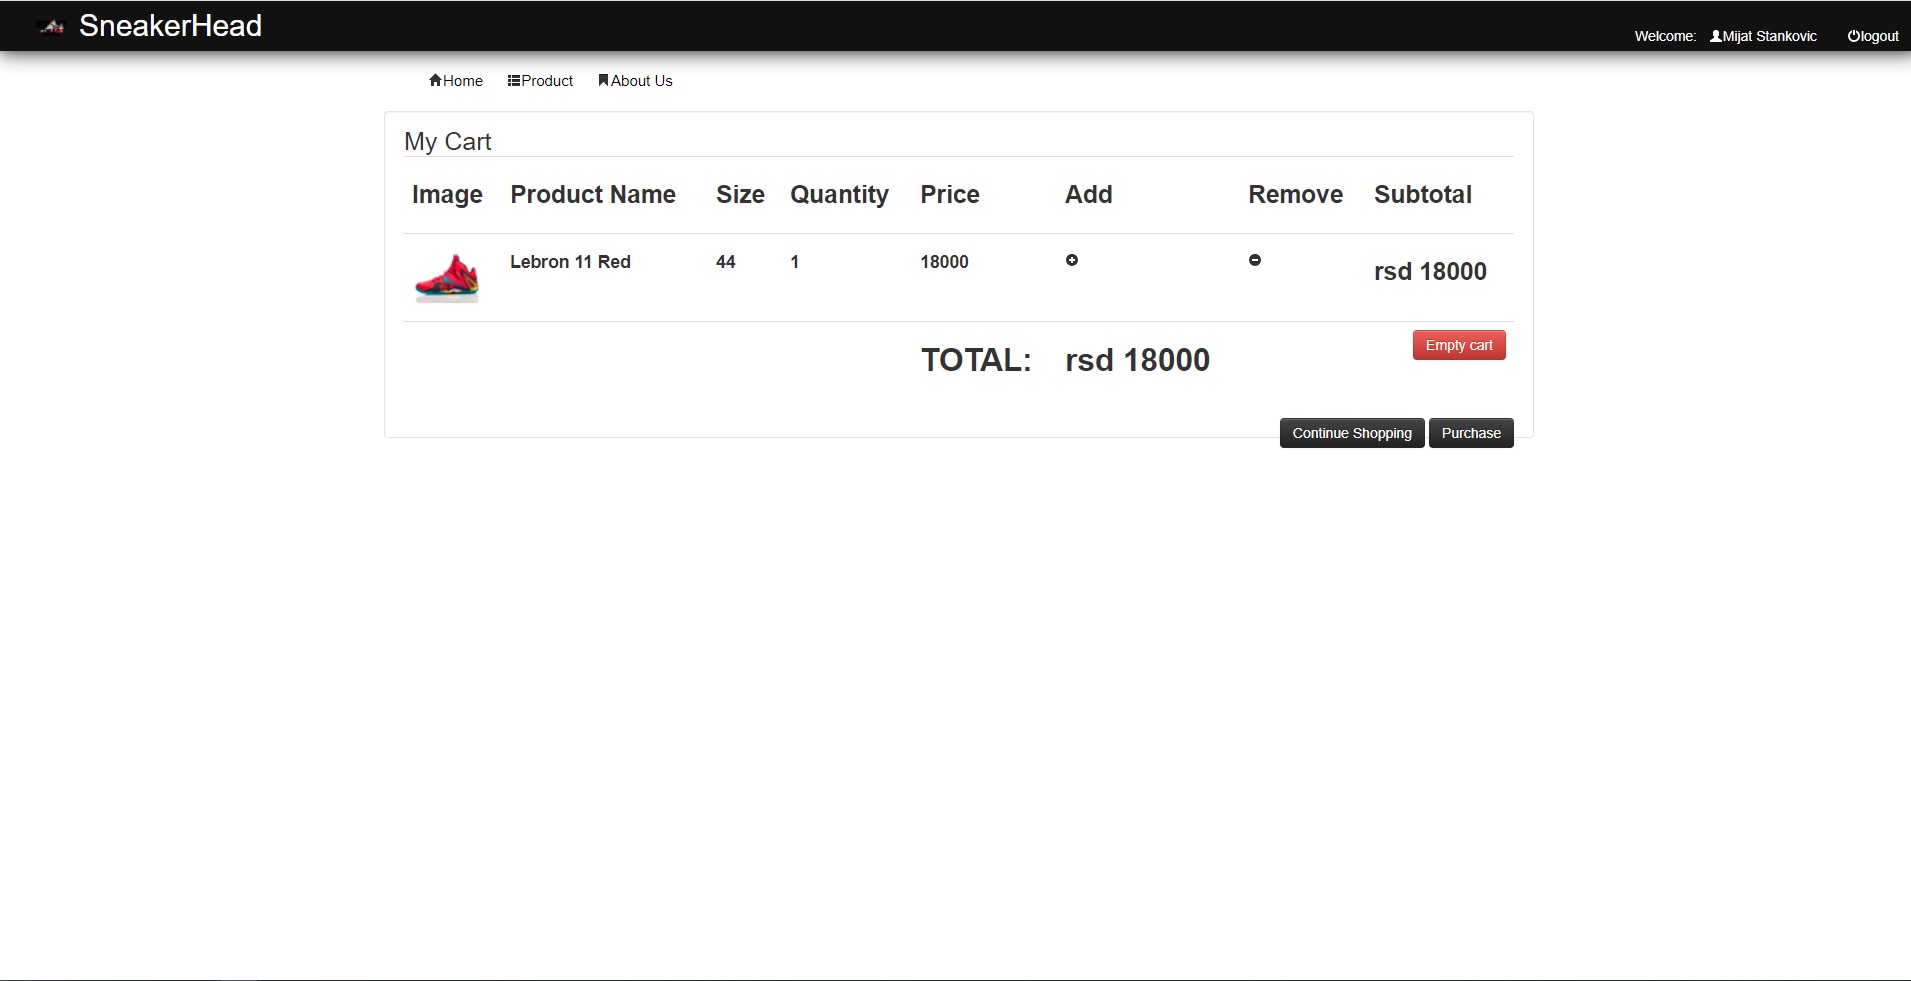 SneakerHead
Welcome: Mijat Stankovic logout
Home Product About Us
My Cart
Image Product Name Size Quantity Price Add Remove Subtotal
Lebron 11 Red 44 1 18000 rsd 18000
TOTAL: rsd 18000 Empty cart
Continue Shopping Purchase